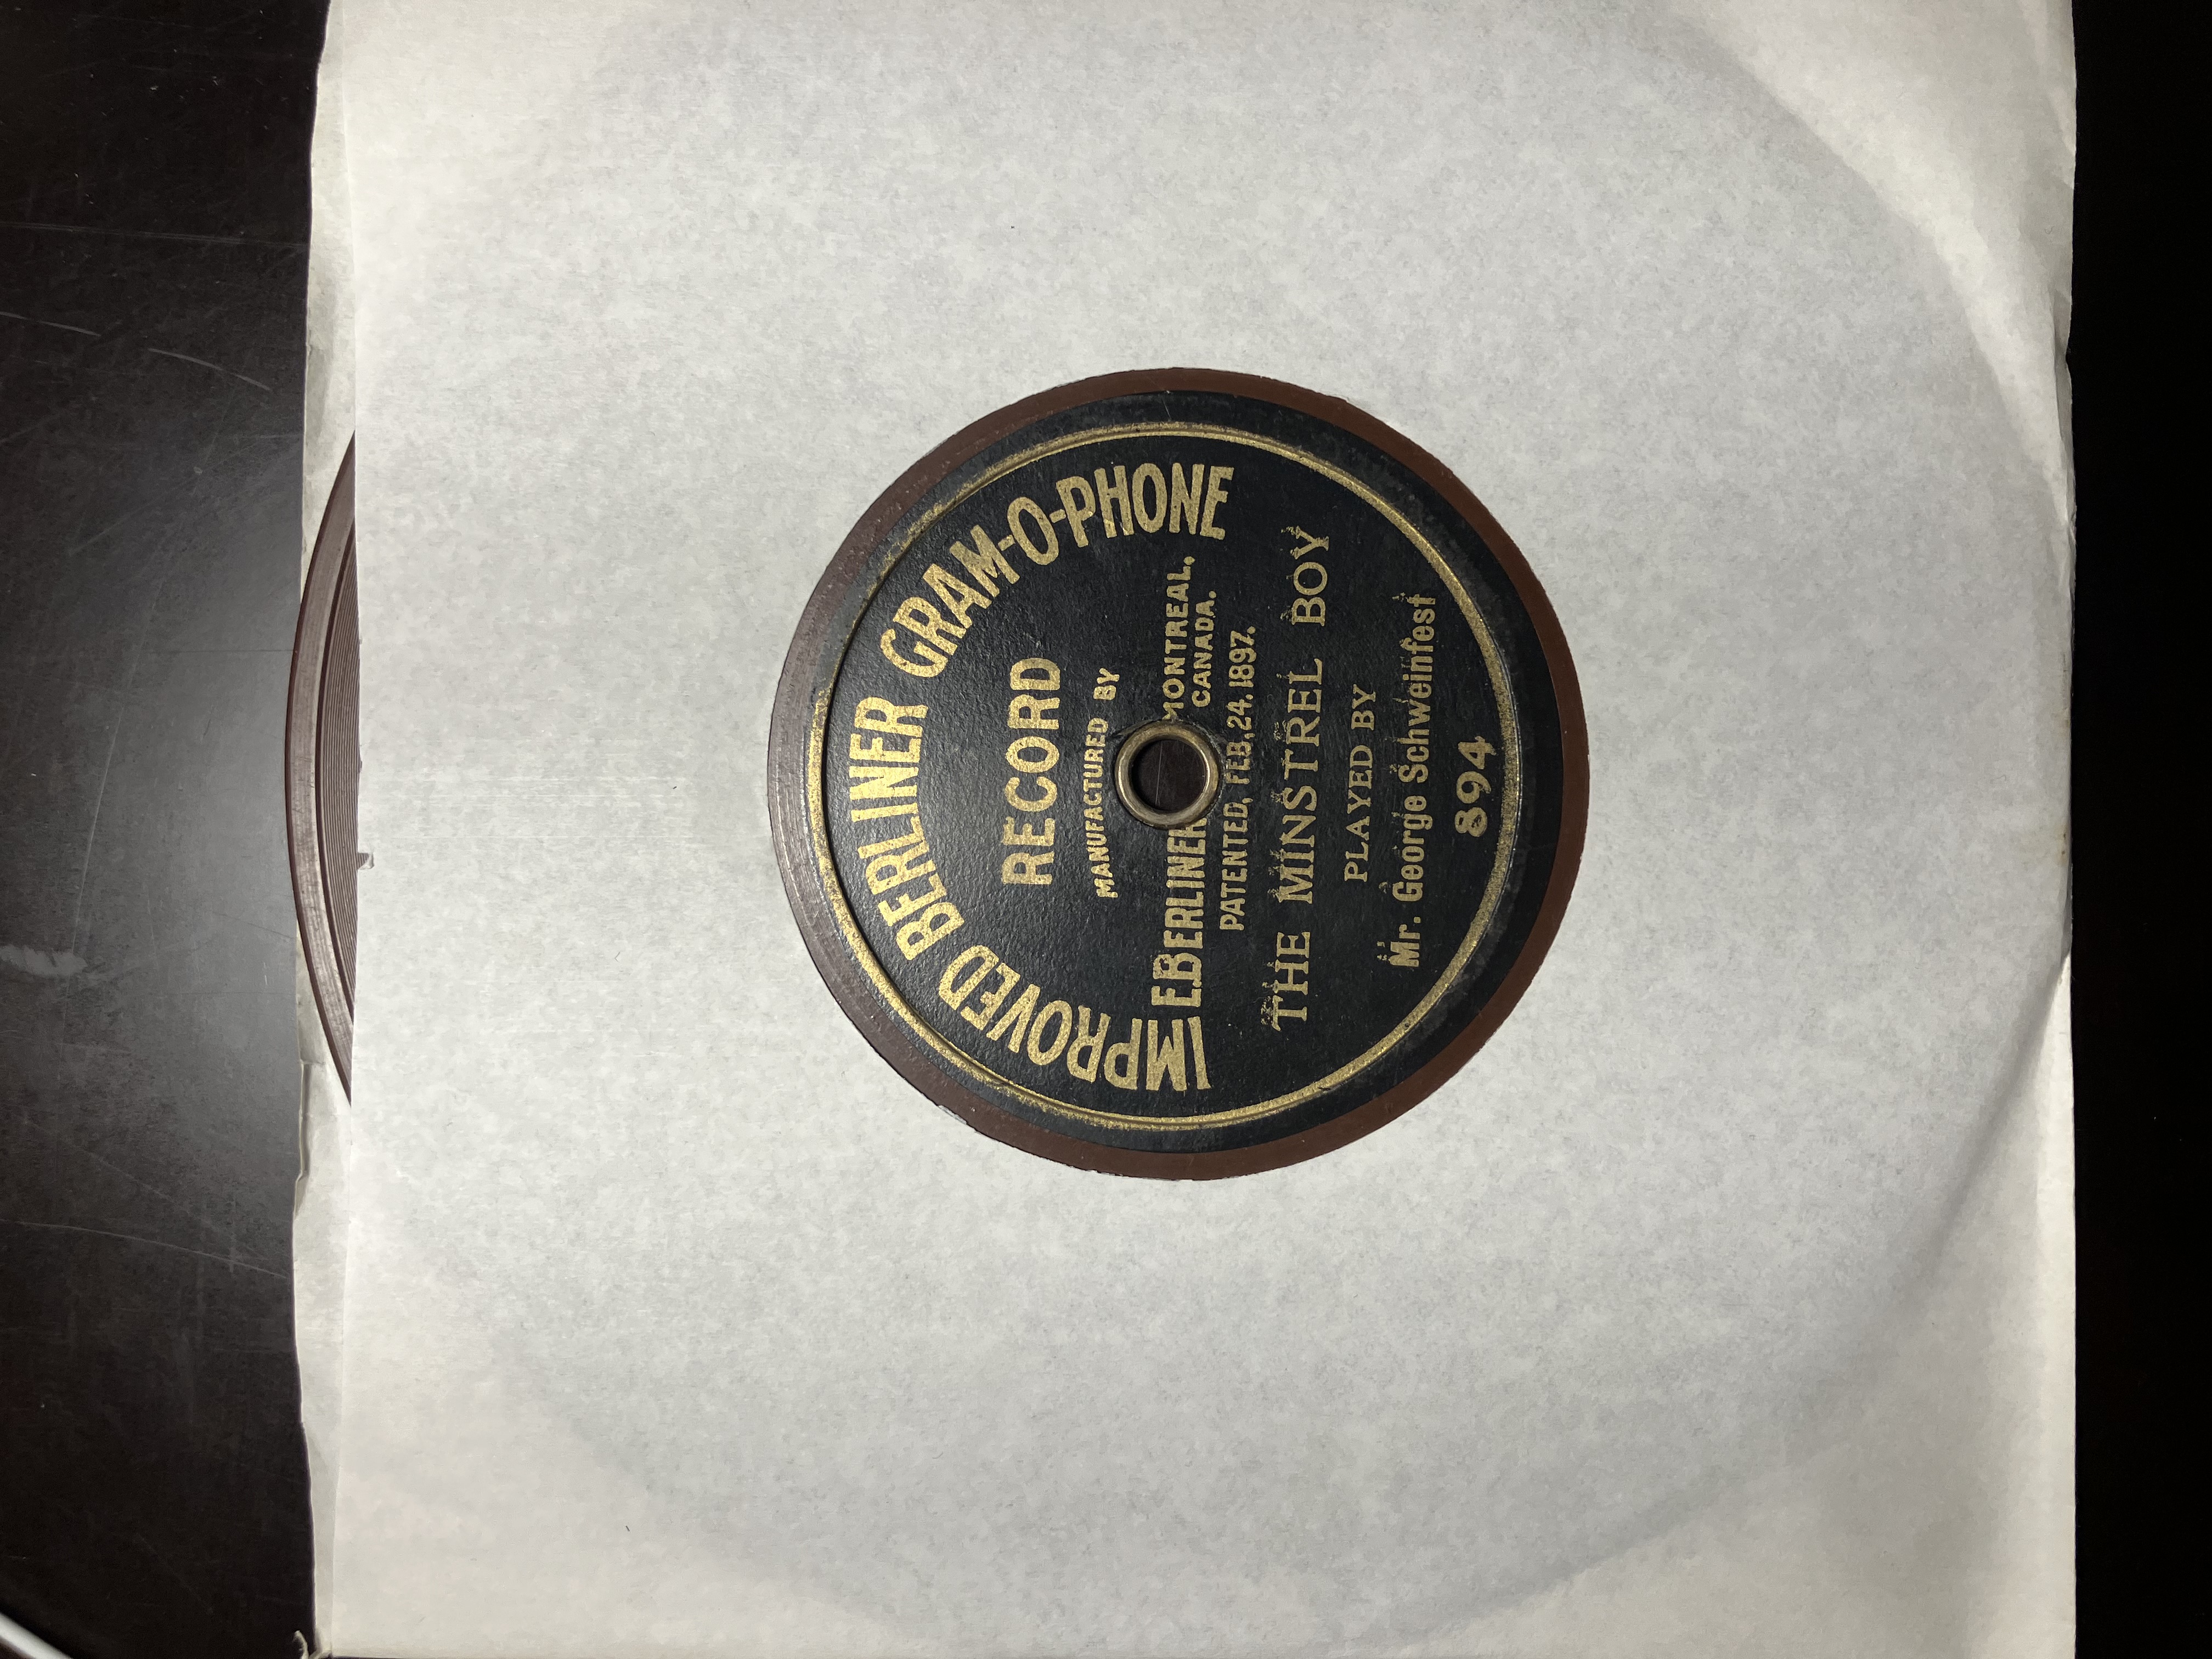 IMPROVED BERLINER GRAM-O-PHONE
RECORD
MANUFACTURED BY
E.BERLINER MONTREAL.
CANADA.
PATENTED, FEB, 24. 1897.
THE MINSTREL BOY
PLAYED BY
Mr. George Schweinfest
894